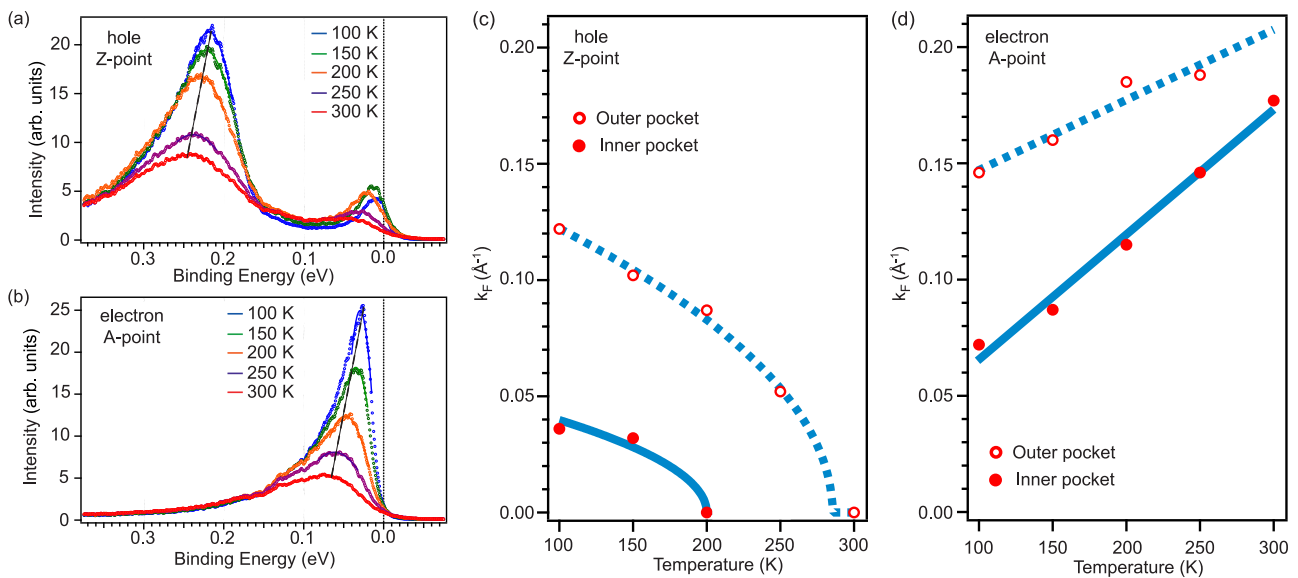 (a)
hole
Z-point
100 K
150 K
200 K
250 K
300 K
20
15
10
5
0
Intensity (arb. units)
0.3
0.2
0.1
0.0
Binding Energy (eV)
(b)
electron
A-point
100 K
150 K
200 K
250 K
300 K
25
20
15
10
5
0
Intensity (arb. units)
0.3
0.2
0.1
0.0
Binding Energy (eV)
(c)
hole
Z-point
Outer pocket
Inner pocket
0.20
0.15
0.10
0.05
0.00
kF (Å-1)
100
150
200
250
300
Temperature (K)
(d)
electron
A-point
Outer pocket
Inner pocket
0.20
0.15
0.10
0.05
0.00
kF (Å-1)
100
150
200
250
300
Temperature (K)